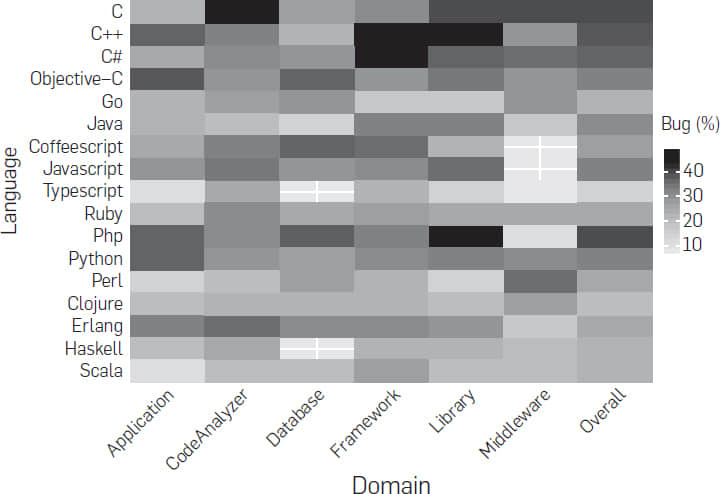 C
C++
C#
Objective–C
Go
Java
Coffeescript
Javascript
Typescript
Ruby
Php
Python
Perl
Clojure
Erlang
Haskell
Scala
Language
Application
CodeAnalyzer
Database
Framework
Library
Middleware
Overall
Domain
Bug (%)
40
30
20
10